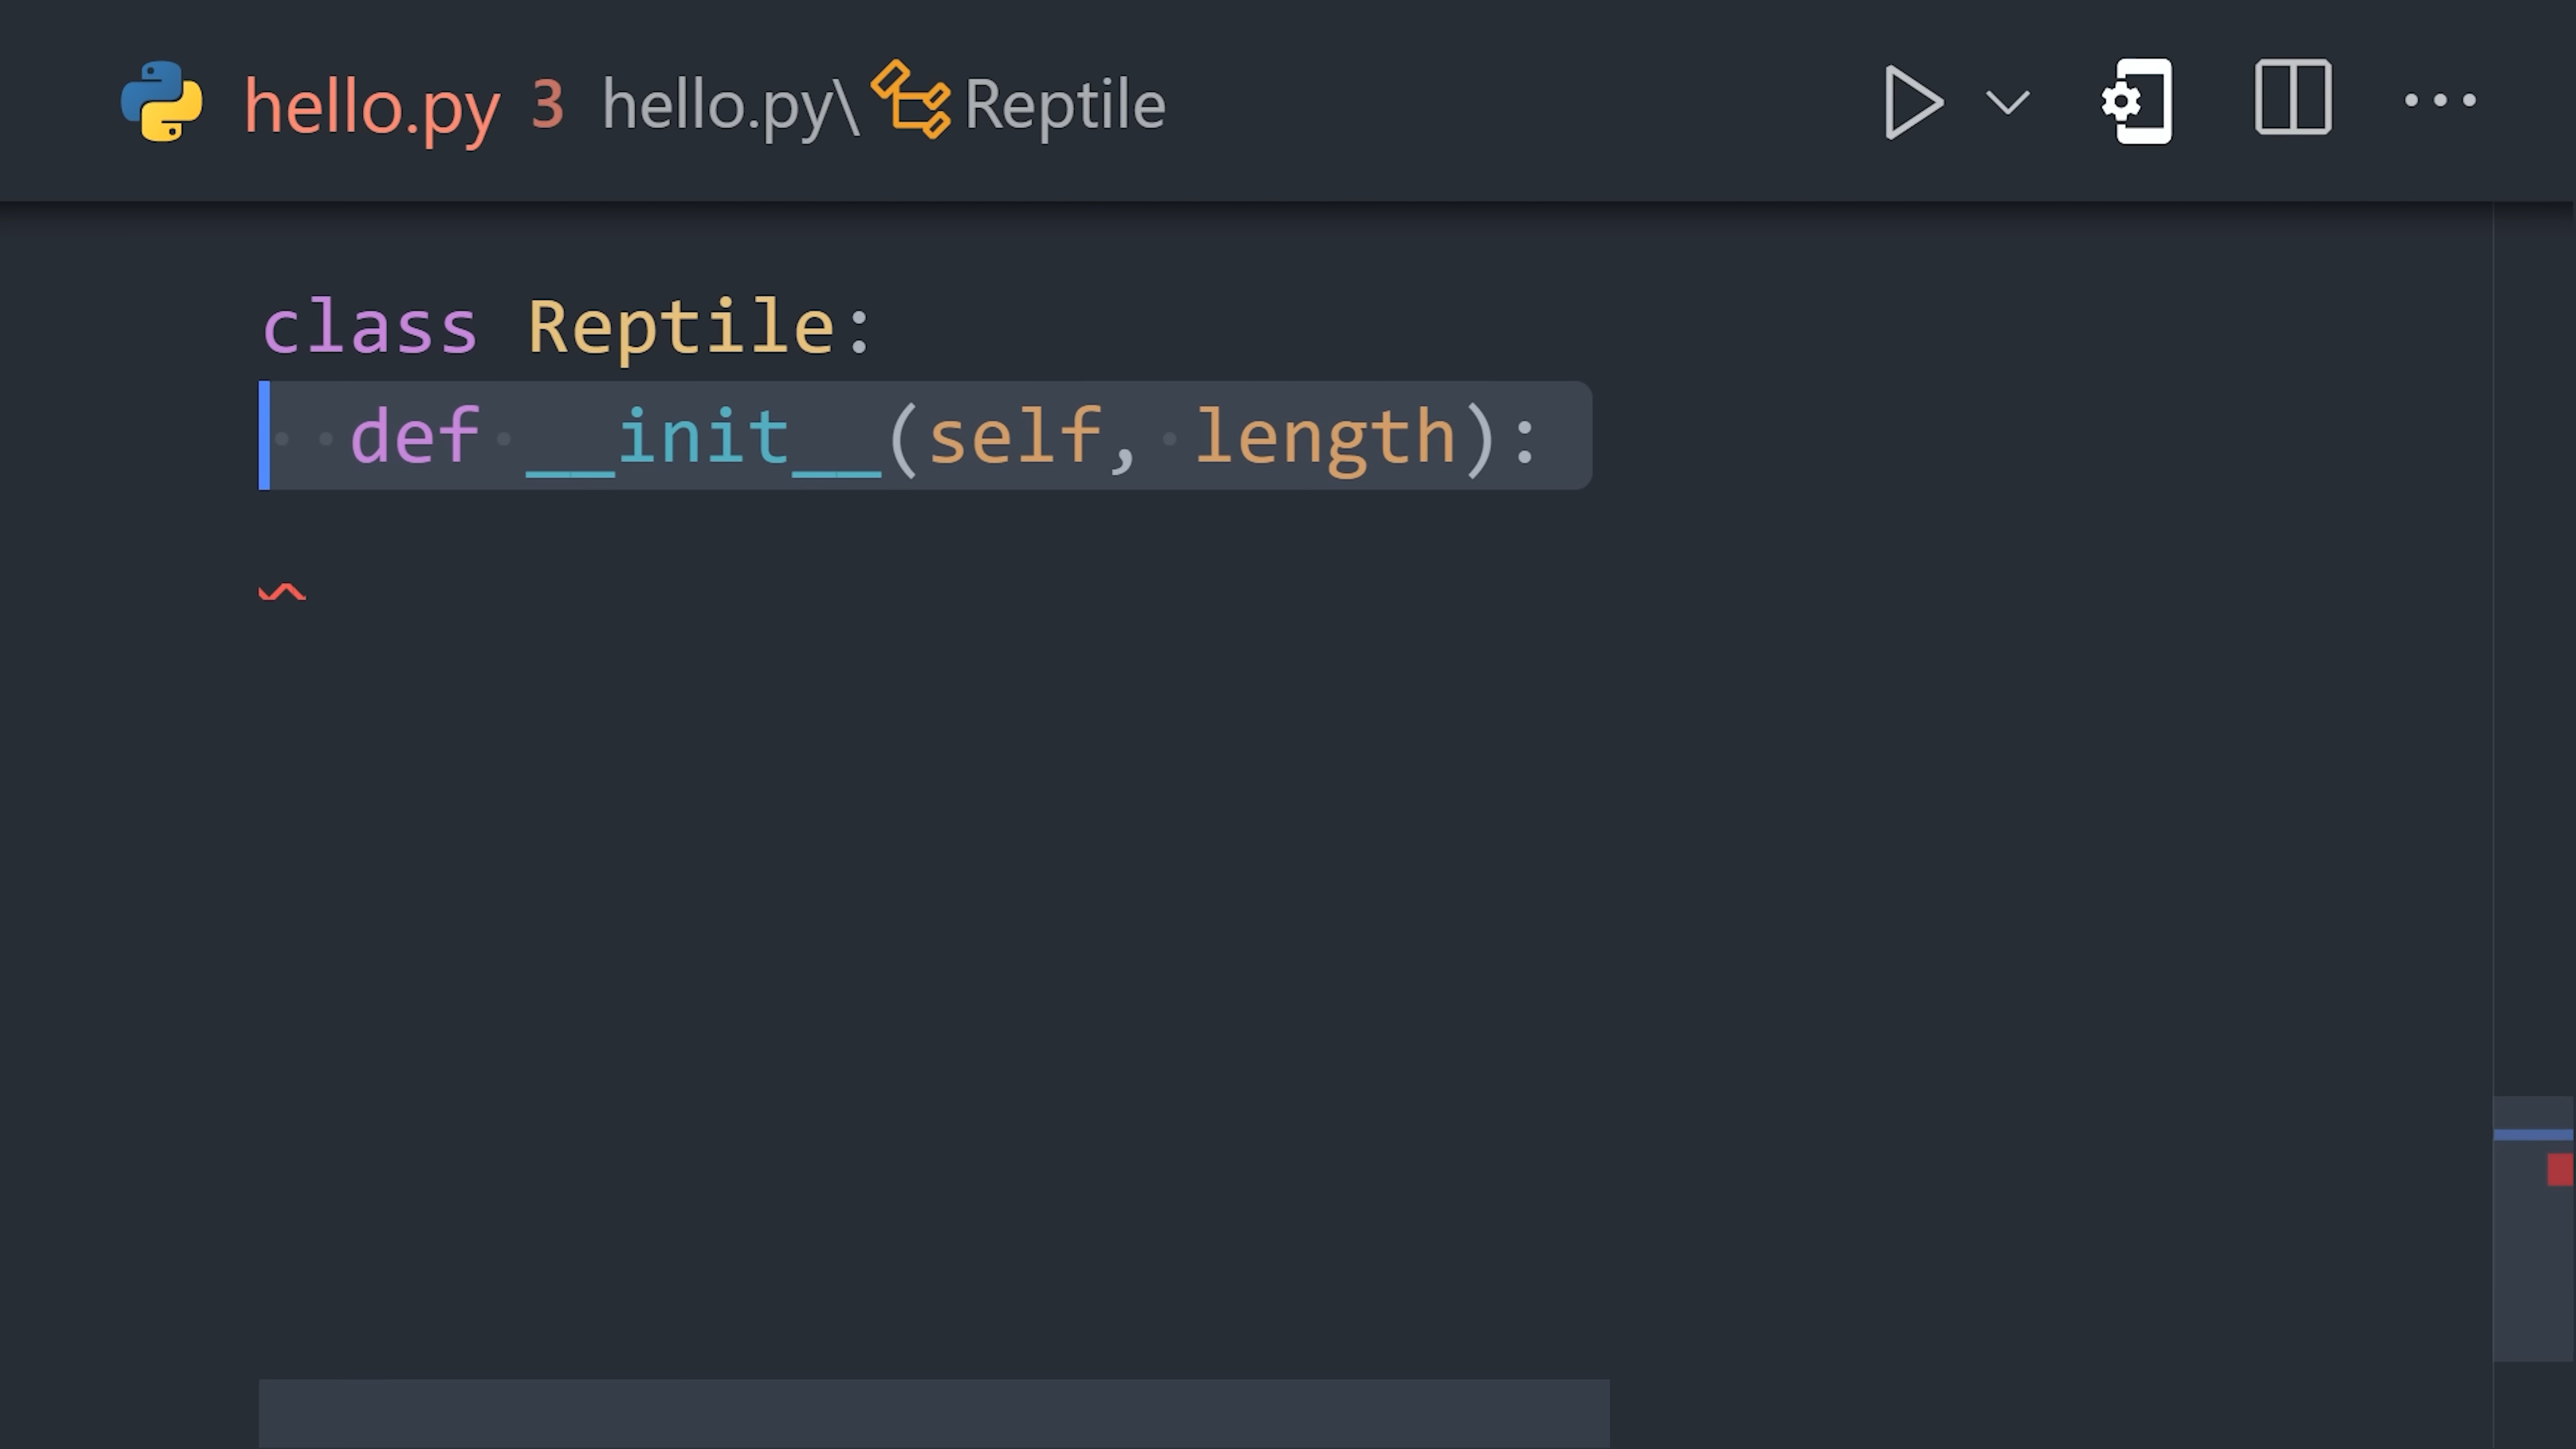 hello.py 3 hello.py\Reptile
class Reptile:
  def __init__(self, length):